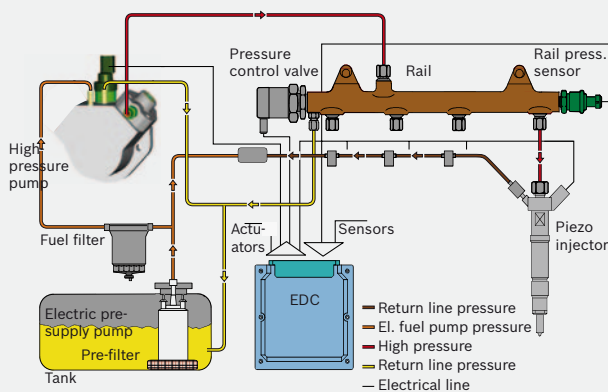 Pressure
control valve
Rail
Rail press.
sensor
High
pressure
pump
Fuel filter
Actu-
ators
Sensors
Piezo
injector
EDC
Electric pre-
supply pump
Pre-filter
Tank
Return line pressure
El. fuel pump pressure
High pressure
Return line pressure
Electrical line